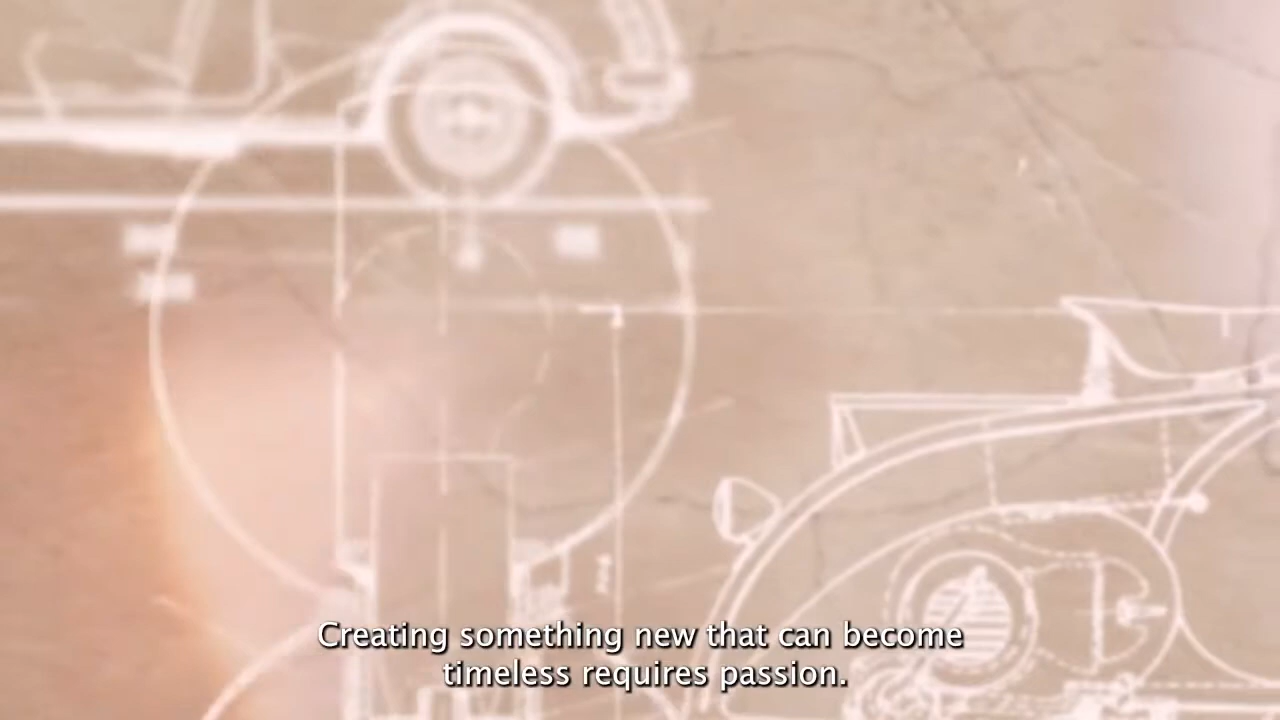 Creating something new that can become
timeless requires passion.